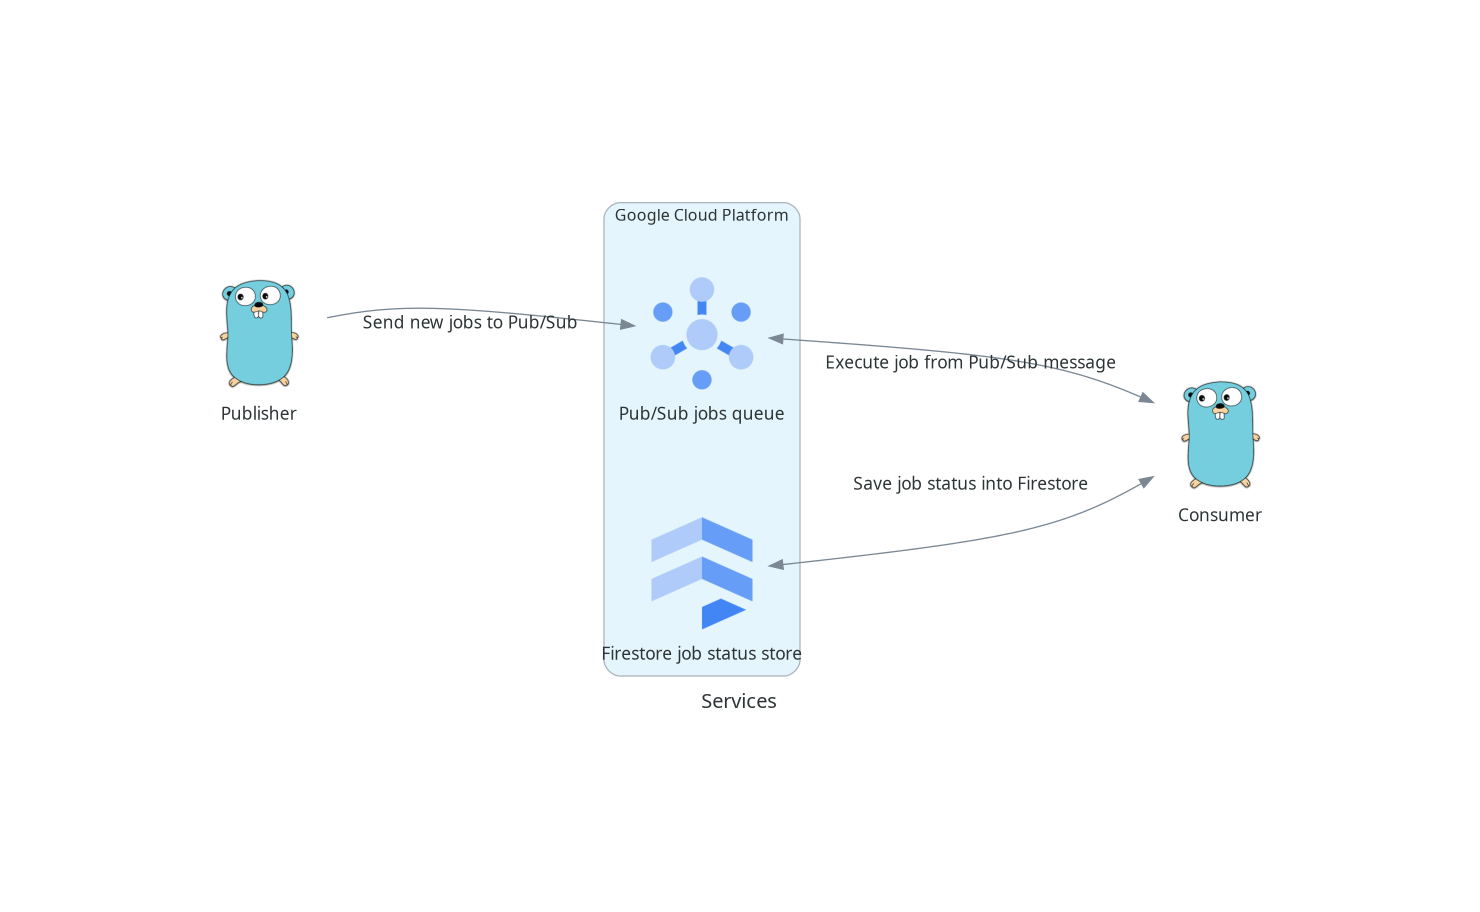 Google Cloud Platform
Send new jobs to Pub/Sub
Publisher
Pub/Sub jobs queue
Execute job from Pub/Sub message
Save job status into Firestore
Consumer
Firestore job status store
Services